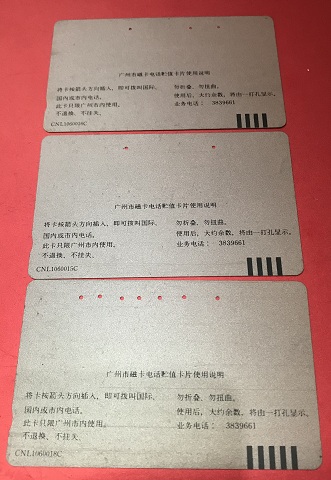 广州市磁卡电话贮值卡片使用说明
将卡按箭头方向插入，即可拨叫国际、
国内或市内电话。
此卡只限广州市内使用。
不退换、不挂失。
勿折叠、勿扭曲。
使用后，大约余数，将由一打孔显示。
业务电话： 3839661
CNL1060018C
广州市磁卡电话贮值卡片使用说明
将卡按箭头方向插入，即可拨叫国际、
国内或市内电话。
此卡只限广州市内使用。
不退换、不挂失。
勿折叠、勿扭曲。
使用后，大约余数，将由一打孔显示。
业务电话： 3839661
CNL1060015C
广州市磁卡电话贮值卡片使用说明
将卡按箭头方向插入，即可拨叫国际、
国内或市内电话。
此卡只限广州市内使用。
不退换、不挂失。
勿折叠、勿扭曲。
使用后，大约余数，将由一打孔显示。
业务电话： 3839661
CNL1060018C